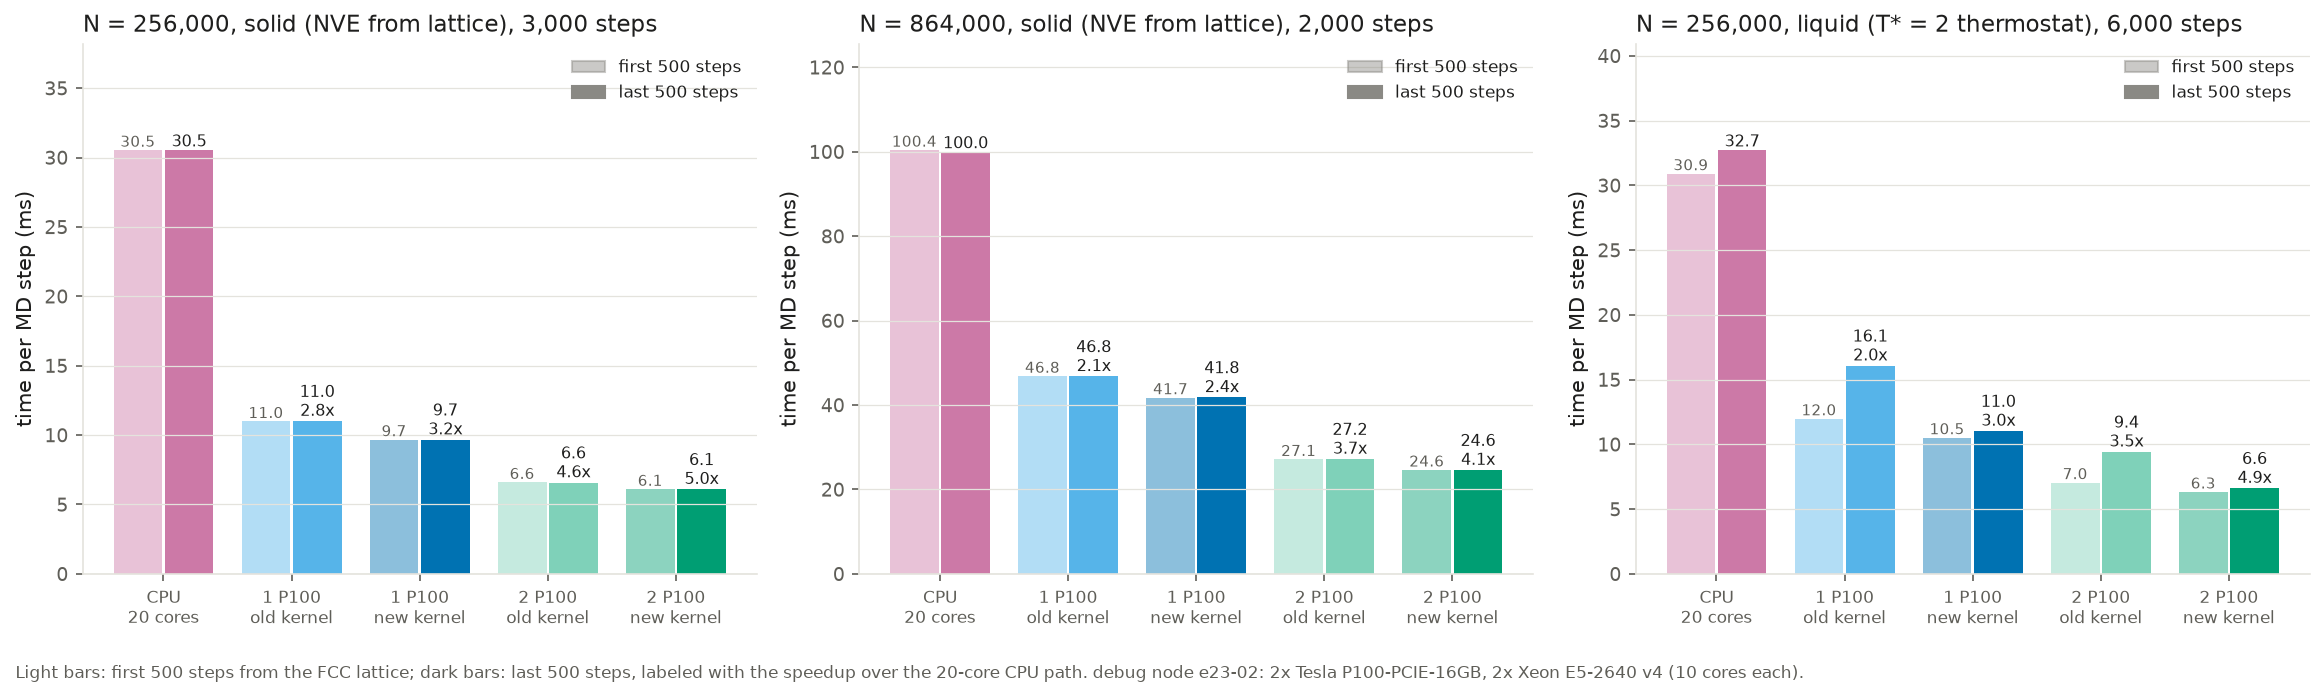 N = 256,000, solid (NVE from lattice), 3,000 steps
first 500 steps
last 500 steps
time per MD step (ms)
35
30
25
20
15
10
5
0
30.5
30.5
11.0
11.0
2.8x
9.7
9.7
3.2x
6.6
6.6
4.6x
6.1
6.1
5.0x
CPU
20 cores
1 P100
old kernel
1 P100
new kernel
2 P100
old kernel
2 P100
new kernel
N = 864,000, solid (NVE from lattice), 2,000 steps
first 500 steps
last 500 steps
time per MD step (ms)
120
100
80
60
40
20
0
100.4
100.0
46.8
46.8
2.1x
41.7
41.8
2.4x
27.1
27.2
3.7x
24.6
24.6
4.1x
CPU
20 cores
1 P100
old kernel
1 P100
new kernel
2 P100
old kernel
2 P100
new kernel
N = 256,000, liquid (T* = 2 thermostat), 6,000 steps
first 500 steps
last 500 steps
time per MD step (ms)
40
35
30
25
20
15
10
5
0
30.9
32.7
12.0
16.1
2.0x
10.5
11.0
3.0x
7.0
9.4
3.5x
6.3
6.6
4.9x
CPU
20 cores
1 P100
old kernel
1 P100
new kernel
2 P100
old kernel
2 P100
new kernel
Light bars: first 500 steps from the FCC lattice; dark bars: last 500 steps, labeled with the speedup over the 20-core CPU path. debug node e23-02: 2x Tesla P100-PCIE-16GB, 2x Xeon E5-2640 v4 (10 cores each).